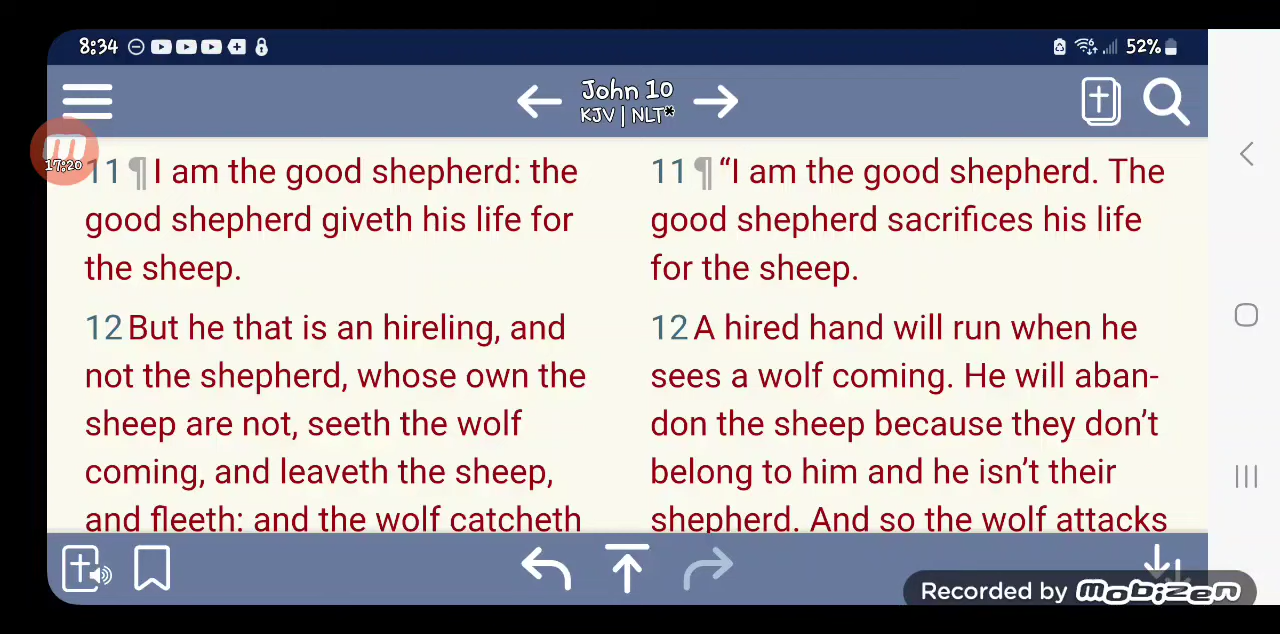 8:34
52%
John 10
KJV | NLT*
17:20
11 ¶ I am the good shepherd: the
good shepherd giveth his life for
the sheep.
12 But he that is an hireling, and
not the shepherd, whose own the
sheep are not, seeth the wolf
coming, and leaveth the sheep,
and fleeth: and the wolf catcheth
11 ¶ “I am the good shepherd. The
good shepherd sacrifices his life
for the sheep.
12 A hired hand will run when he
sees a wolf coming. He will aban-
don the sheep because they don’t
belong to him and he isn’t their
shepherd. And so the wolf attacks
Recorded by mobizen